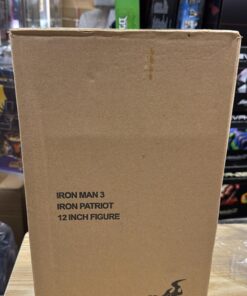 IRON MAN 3
IRON PATRIOT
12 INCH FIGURE